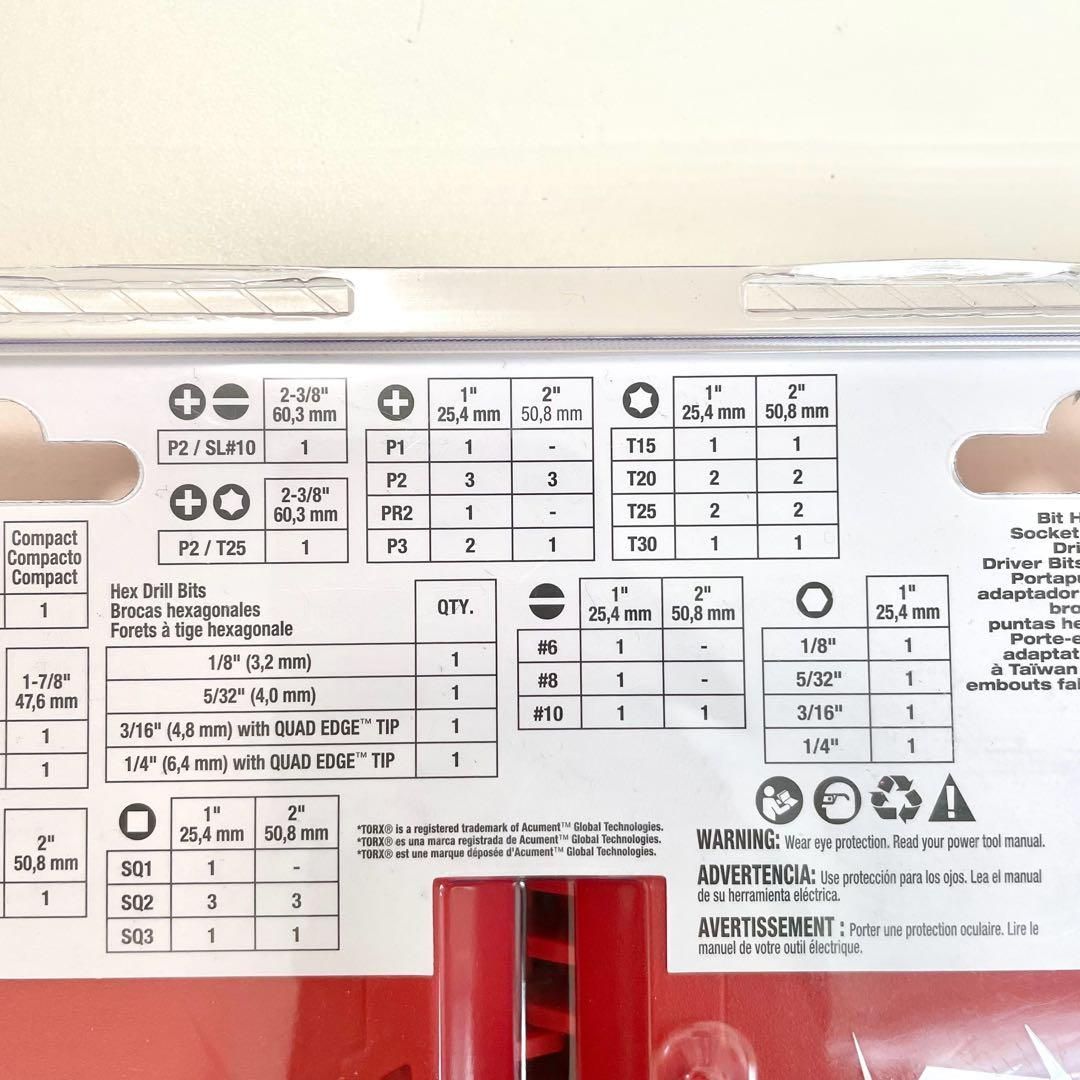 2-3/8"
60,3 mm
P2 / SL#10 1
2-3/8"
60,3 mm
P2 / T25 1
1" 2"
25,4 mm 50,8 mm
P1 1 -
P2 3 3
PR2 1 -
P3 2 1
1" 2"
25,4 mm 50,8 mm
T15 1 1
T20 2 2
T25 2 2
T30 1 1
Compact
Compacto
Compact
1
1-7/8"
47,6 mm
1
1
2"
50,8 mm
1
Hex Drill Bits
Brocas hexagonales
Forets à tige hexagonale
QTY.
1/8" (3,2 mm) 1
5/32" (4,0 mm) 1
3/16" (4,8 mm) with QUAD EDGE™ TIP 1
1/4" (6,4 mm) with QUAD EDGE™ TIP 1
1" 2"
25,4 mm 50,8 mm
#6 1 -
#8 1 -
#10 1 1
1"
25,4 mm
1/8" 1
5/32" 1
3/16" 1
1/4" 1
Bit
Socket
Driver Bits
adaptador
puntas
Porte-
à Taïwan
embouts
1" 2"
25,4 mm 50,8 mm
SQ1 1 -
SQ2 3 3
SQ3 1 1
*TORX® is a registered trademark of Acument™ Global Technologies.
*TORX® es una marca registrada de Acument™ Global Technologies.
*TORX® est une marque déposée d'Acument™ Global Technologies.
WARNING: Wear eye protection. Read your power tool manual.
ADVERTENCIA: Use protección para los ojos. Lea el manual
de su herramienta eléctrica.
AVERTISSEMENT : Porter une protection oculaire. Lire le
manuel de votre outil électrique.